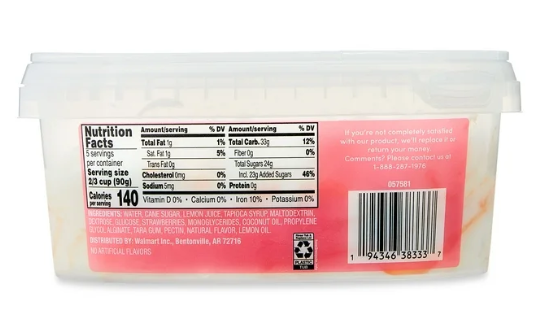 Nutrition Facts
5 servings per container
Serving size
2/3 cup (90g)
Calories per serving 140
Amount/serving % DV
Total Fat 1g 1%
Sat. Fat 1g 5%
Trans Fat 0g
Cholesterol 0mg 0%
Sodium 5mg 0%
Amount/serving % DV
Total Carb. 33g 12%
Fiber 0g 0%
Total Sugars 24g
Incl. 23g Added Sugars 46%
Protein 0g
Vitamin D 0% • Calcium 0% • Iron 10% • Potassium 0%
INGREDIENTS: WATER, CANE SUGAR, LEMON JUICE, TAPIOCA SYRUP, MALTODEXTRIN,
DEXTROSE, GLUCOSE, STRAWBERRIES, MONOGLYCERIDES, COCONUT OIL, PROPYLENE
GLYCOL ALGINATE, TARA GUM, PECTIN, NATURAL FLAVOR, LEMON OIL.
DISTRIBUTED BY: Walmart Inc., Bentonville, AR 72716
NO ARTIFICIAL FLAVORS
PLASTIC
TUB
If you're not completely satisfied
with our product, we'll replace it or
return your money.
Comments? Please contact us at
1-888-287-1978
057561
1 94346 38333 7